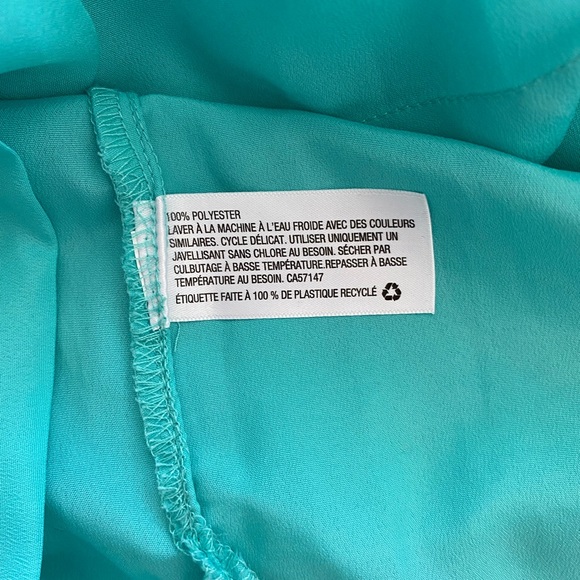 100% POLYESTER
LAVER À LA MACHINE À L'EAU FROIDE AVEC DES COULEURS
SIMILAIRES. CYCLE DÉLICAT. UTILISER UNIQUEMENT UN
JAVELLISANT SANS CHLORE AU BESOIN. SÉCHER PAR
CULBUTAGE À BASSE TEMPÉRATURE.REPASSER À BASSE
TEMPÉRATURE AU BESOIN. CA57147
ÉTIQUETTE FAITE À 100 % DE PLASTIQUE RECYCLÉ